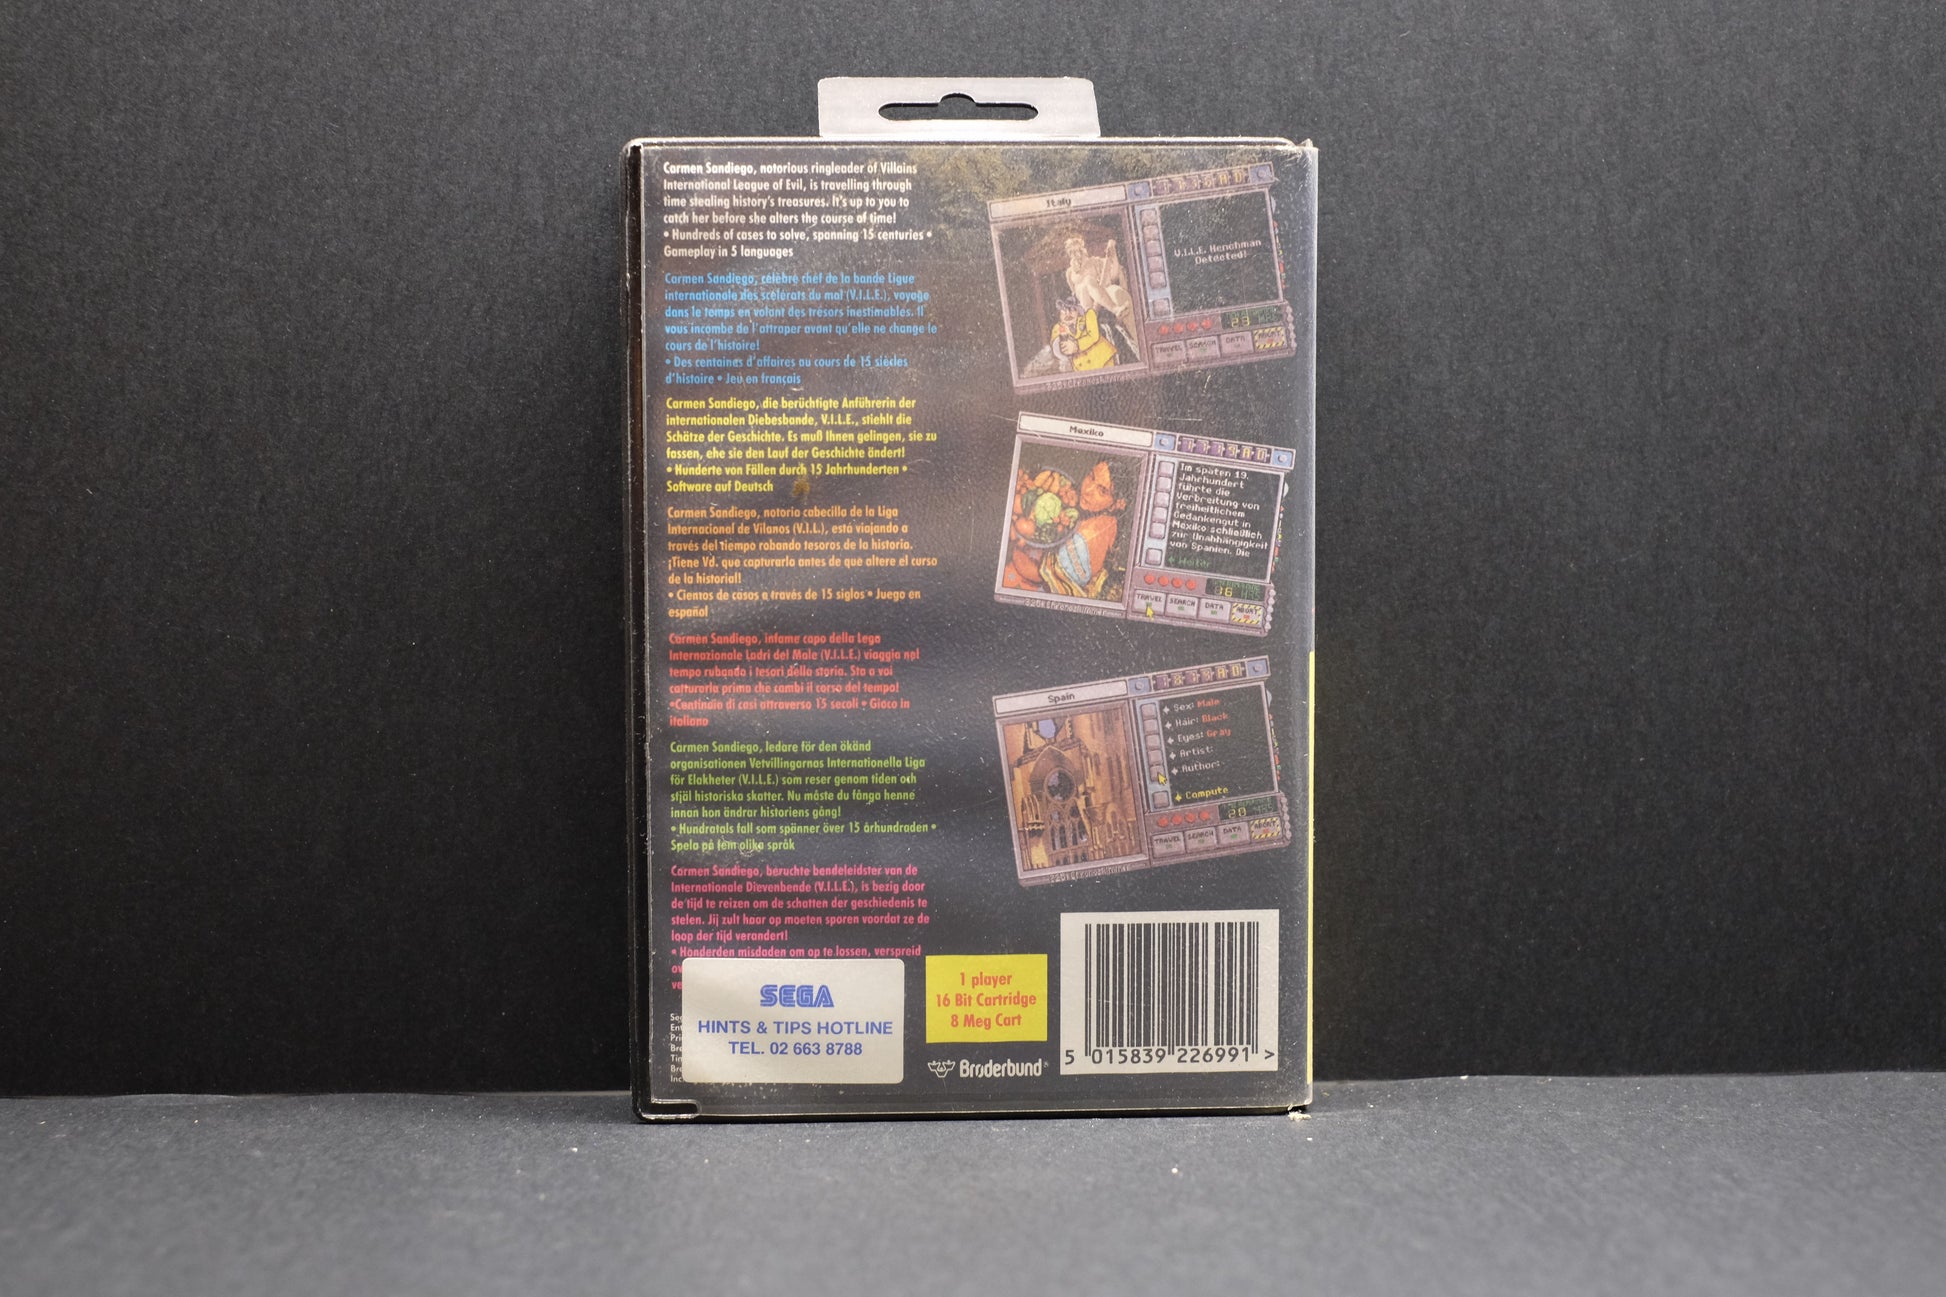 Carmen Sandiego, notorious ringleader of Villains
International League of Evil, is travelling through
time stealing history's treasures. It's up to you to
catch her before she alters the course of time!
• Hundreds of cases to solve, spanning 15 centuries •
Gameplay in 5 languages
Carmen Sandiego, célèbre chef de la bande Ligue
internationale des scélérats du mal (V.I.L.E.), voyage
dans le temps en volant des trésors inestimables. Il
vous incombe de l'attraper avant qu'elle ne change le
cours de l'histoire!
• Des centaines d'affaires au cours de 15 siècles
d'histoire • Jeu en français
Carmen Sandiego, die berüchtigte Anführerin der
internationalen Diebesbande, V.I.L.E., stiehlt die
Schätze der Geschichte. Es muß Ihnen gelingen, sie zu
fassen, ehe sie den Lauf der Geschichte ändert!
• Hunderte von Fällen durch 15 Jahrhunderten •
Software auf Deutsch
Carmen Sandiego, notoria cabecilla de la Liga
Internacional de Vilanos (V.I.L.), está viajando a
través del tiempo robando tesoros de la historia.
¡Tiene Vd. que capturarla antes de que altere el curso
de la historia!
• Cientos de casos a través de 15 siglos • Juego en
español
Carmen Sandiego, infame capo della Lega
Internazionale Ladri del Male (V.I.L.E.) viaggia nel
tempo rubando i tesori della storia. Sta a voi
catturarla prima che cambi il corso del tempo!
•Centinaia di casi attraverso 15 secoli • Gioco in
italiano
Carmen Sandiego, ledare för den ökänd
organisationen Vetvillingarnas Internationella Liga
för Elakheter (V.I.L.E.) som reser genom tiden och
stjäl historiska skatter. Nu måste du fånga henne
innan hon ändrar historiens gång!
• Hundratals fall som spänner över 15 århundraden •
Spela på fem olika språk
Carmen Sandiego, beruchte bendeleidster van de
Internationale Dievenbende (V.I.L.E.), is bezig door
de tijd te reizen om de schatten der geschiedenis te
stelen. Jij zult haar op moeten sporen voordat ze de
loop der tijd verandert!
• Honderden misdaden om op te lossen, verspreid
SEGA
HINTS & TIPS HOTLINE
TEL. 02 663 8788
Italy
V.I.L.E. Henchman
Detected!
23
TRAVEL SEARCH DATA ABORT
Mexiko
Im späten 19.
Jahrhundert
führte die
Verbreitung von
freiheitlichem
Gedankengut in
Mexiko schließlich
zur Unabhängigkeit
von Spanien. Die
Weiter
16
TRAVEL SEARCH DATA ABORT
Spain
Sex: Male
Hair: Black
Eyes: Gray
Artist:
Author:
Compute
20
TRAVEL SEARCH DATA ABORT
1 player
16 Bit Cartridge
8 Meg Cart
Brøderbund®
5 015839 226991 >